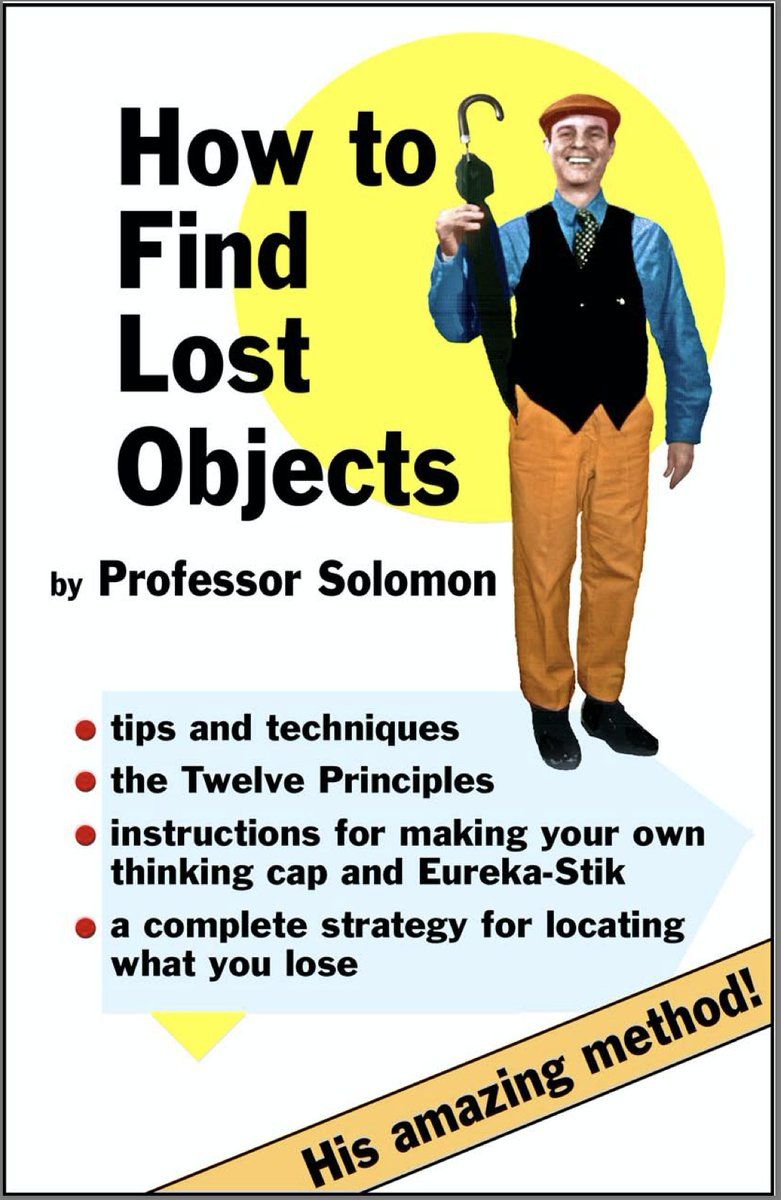 How to
Find
Lost
Objects
by Professor Solomon
tips and techniques
the Twelve Principles
instructions for making your own
thinking cap and Eureka-Stik
a complete strategy for locating
what you lose
His amazing method!